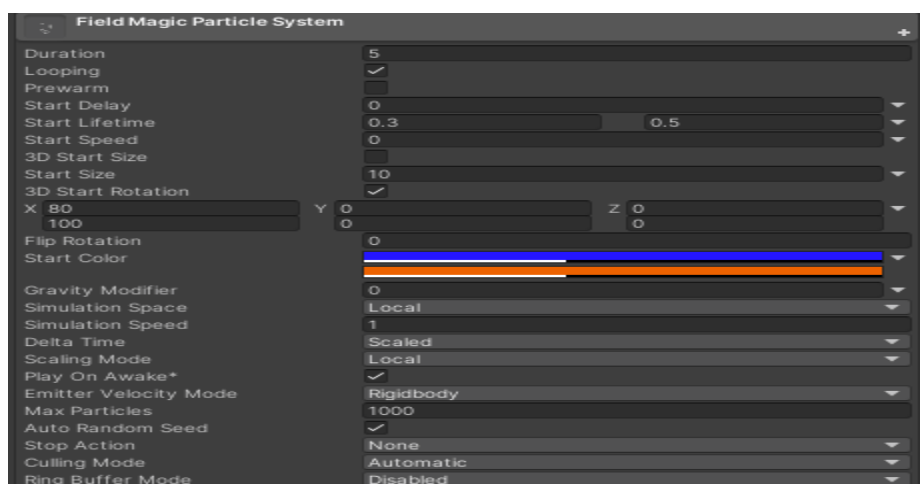 Field Magic Particle System
+
Duration 5
Looping
Prewarm
Start Delay 0
Start Lifetime 0.3 0.5
Start Speed 0
3D Start Size
Start Size 10
3D Start Rotation
X 80 Y 0 Z 0
100 0 0
Flip Rotation 0
Start Color
Gravity Modifier 0
Simulation Space Local
Simulation Speed 1
Delta Time Scaled
Scaling Mode Local
Play On Awake*
Emitter Velocity Mode Rigidbody
Max Particles 1000
Auto Random Seed
Stop Action None
Culling Mode Automatic
Ring Buffer Mode Disabled